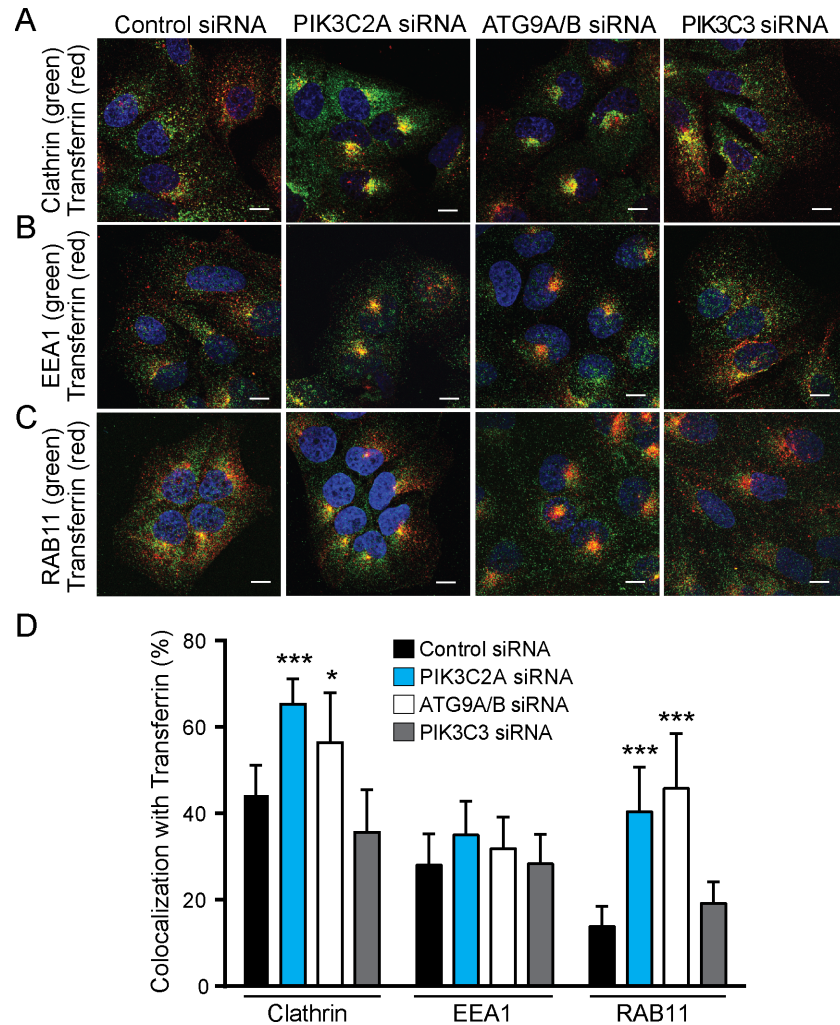 A
Control siRNA PIK3C2A siRNA ATG9A/B siRNA PIK3C3 siRNA
Clathrin (green)
Transferrin (red)
B
EEA1 (green)
Transferrin (red)
C
RAB11 (green)
Transferrin (red)
D
Colocalization with Transferrin (%)
80
60
40
20
0
*** *
*** ***
Control siRNA
PIK3C2A siRNA
ATG9A/B siRNA
PIK3C3 siRNA
Clathrin EEA1 RAB11